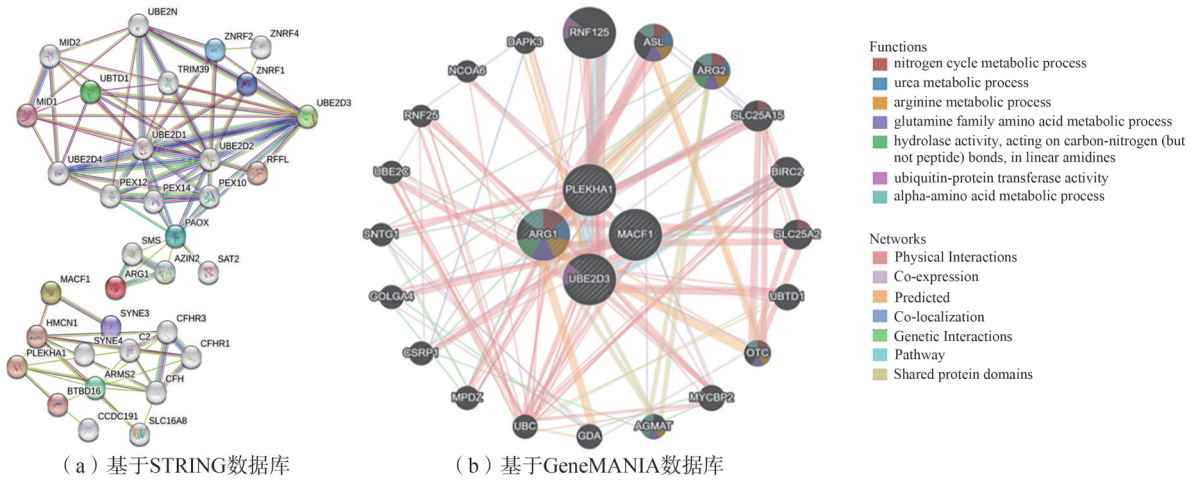 UBE2N
ZNRF2
ZNRF4
MID2
TRIM39
ZNRF1
UBTD1
MID1
UBE2D3
UBE2D1
UBE2D2
UBE2D4
RFFL
PEX12
PEX14
PEX10
PAOX
SMS
AZIN2
SAT2
ARG1
MACF1
SYNE3
HMCN1
CFHR3
SYNE4
C2
CFHR1
PLEKHA1
ARMS2
CFH
BTBD16
CCDC191
SLC16A8
（a）基于STRING数据库
RNF125
DAPK3
ASL
NCOA6
ARG2
RNF25
SLC25A15
UBE2C
PLEKHA1
BIRC2
SNTG1
ARG1
MACF1
SLC25A2
UBE2D3
GOLGA4
UBTD1
CSRP1
OTC
MPDZ
MYCBP2
UBC
GDA
AGMAT
（b）基于GeneMANIA数据库
Functions
nitrogen cycle metabolic process
urea metabolic process
arginine metabolic process
glutamine family amino acid metabolic process
hydrolase activity, acting on carbon-nitrogen (but
not peptide) bonds, in linear amidines
ubiquitin-protein transferase activity
alpha-amino acid metabolic process
Networks
Physical Interactions
Co-expression
Predicted
Co-localization
Genetic Interactions
Pathway
Shared protein domains